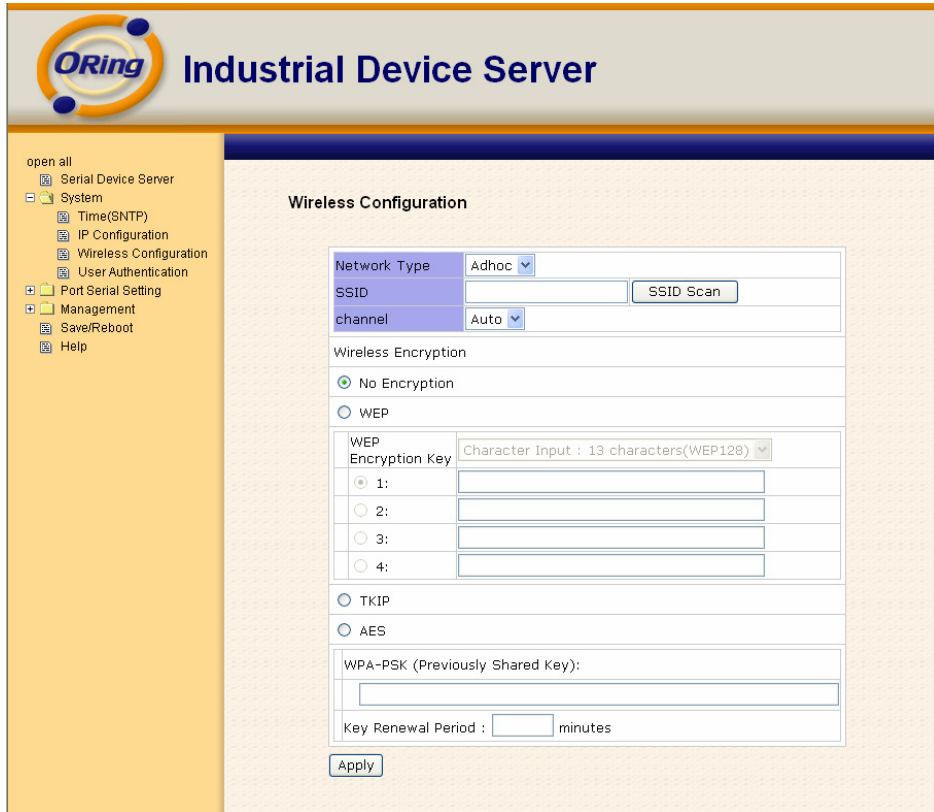 ORing
Industrial Device Server
open all
Serial Device Server
System
Time(SNTP)
IP Configuration
Wireless Configuration
User Authentication
Port Serial Setting
Management
Save/Reboot
Help
Wireless Configuration
Network Type Adhoc
SSID SSID Scan
channel Auto
Wireless Encryption
No Encryption
WEP
WEP
Encryption Key Character Input : 13 characters(WEP128)
1:
2:
3:
4:
TKIP
AES
WPA-PSK (Previously Shared Key):
Key Renewal Period : minutes
Apply